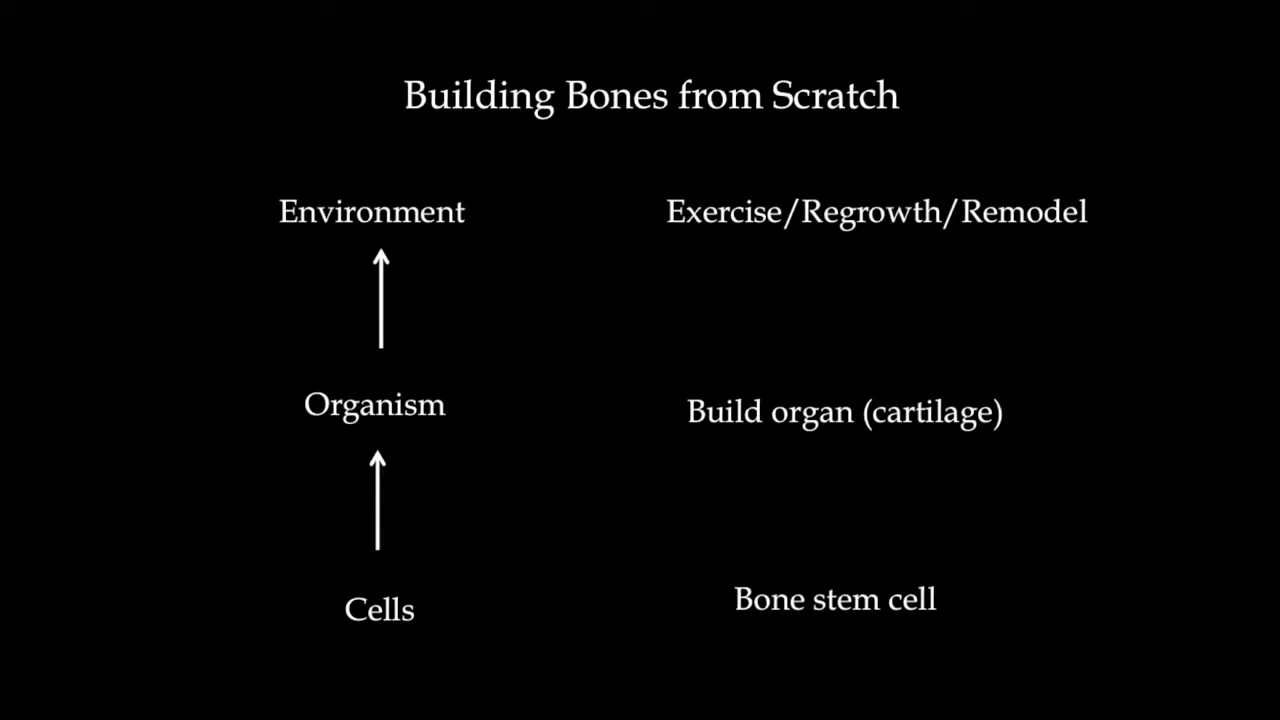 Building Bones from Scratch
Environment
Exercise/Regrowth/Remodel
Organism
Build organ (cartilage)
Cells
Bone stem cell